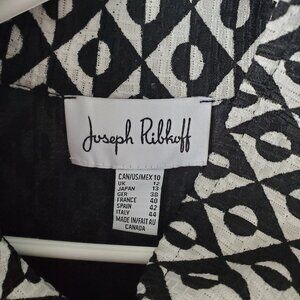 Joseph Ribkoff
CAN/US/MEX 10
UK 12
JAPAN 13
GER 38
FRANCE 40
SPAIN 42
ITALY 44
MADE IN/FAIT AU
CANADA